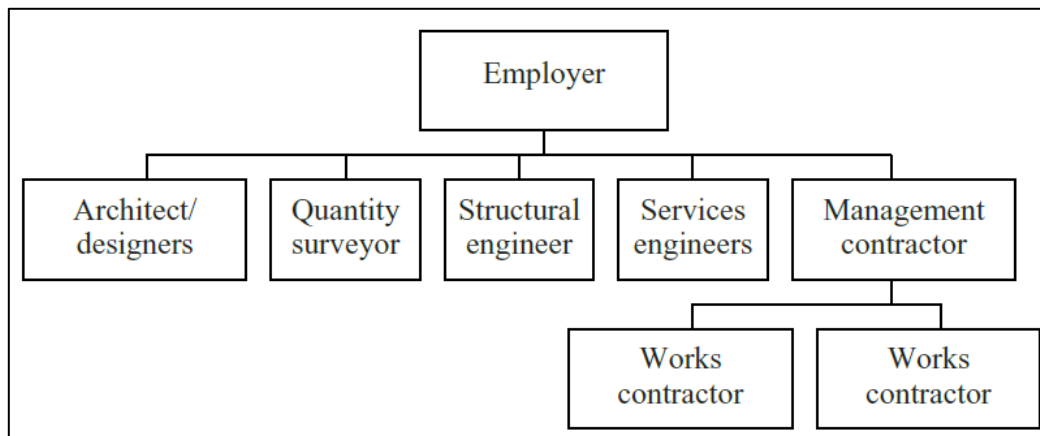 Employer
Architect/
designers
Quantity
surveyor
Structural
engineer
Services
engineers
Management
contractor
Works
contractor
Works
contractor